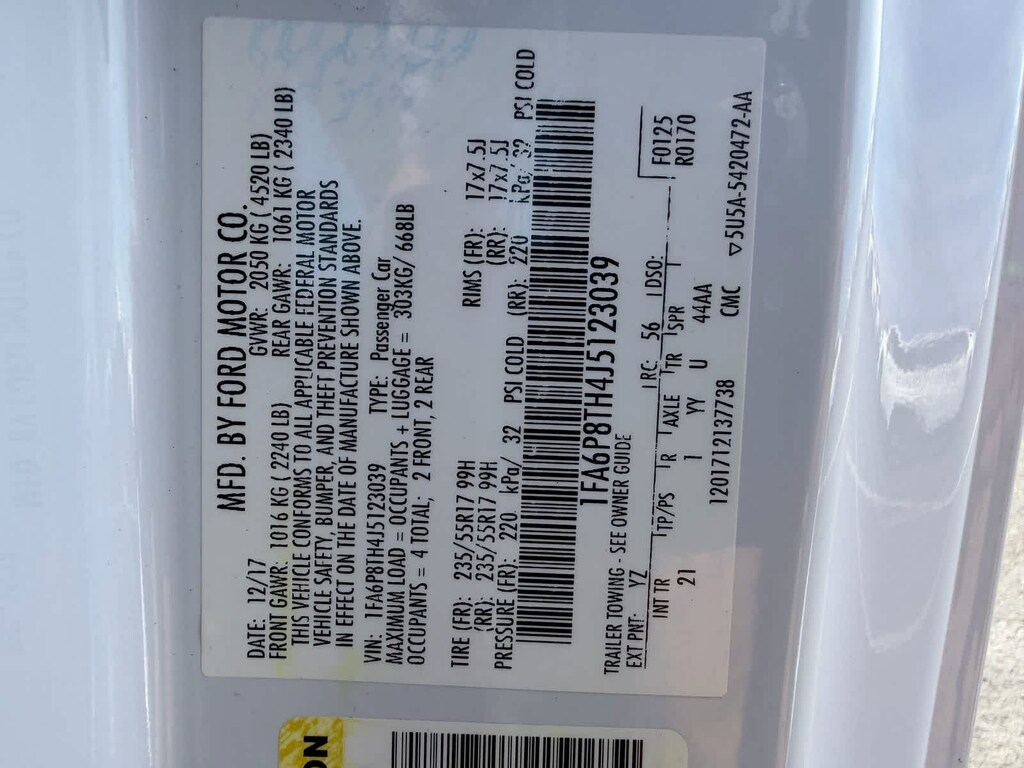 MFD. BY FORD MOTOR CO.
DATE: 12/17 GVWR: 2050 KG ( 4520 LB)
FRONT GAWR: 1016 KG ( 2240 LB) REAR GAWR: 1061 KG ( 2340 LB)
THIS VEHICLE CONFORMS TO ALL APPLICABLE FEDERAL MOTOR
VEHICLE SAFETY, BUMPER, AND THEFT PREVENTION STANDARDS
IN EFFECT ON THE DATE OF MANUFACTURE SHOWN ABOVE.
VIN: 1FA6P8TH4J5123039 TYPE: Passenger Car
MAXIMUM LOAD = OCCUPANTS + LUGGAGE = 303KG/ 668LB
OCCUPANTS = 4 TOTAL; 2 FRONT, 2 REAR
TIRE (FR): 235/55R17 99H RIMS (FR): 17x7.5J
(RR): 235/55R17 99H (RR): 17x7.5J
PRESSURE (FR): 220 kPa/ 32 PSI COLD (RR): 220 kPa/ 32 PSI COLD
1FA6P8TH4J5123039
TRAILER TOWING - SEE OWNER GUIDE
EXT PNT: YZ RC: 56 DSO: F0125
INT TR TP/PS R AXLE TR SPR R0170
21 1 YY U 44AA
1201712137738 CMC ▽5U5A-5420472-AA
ON